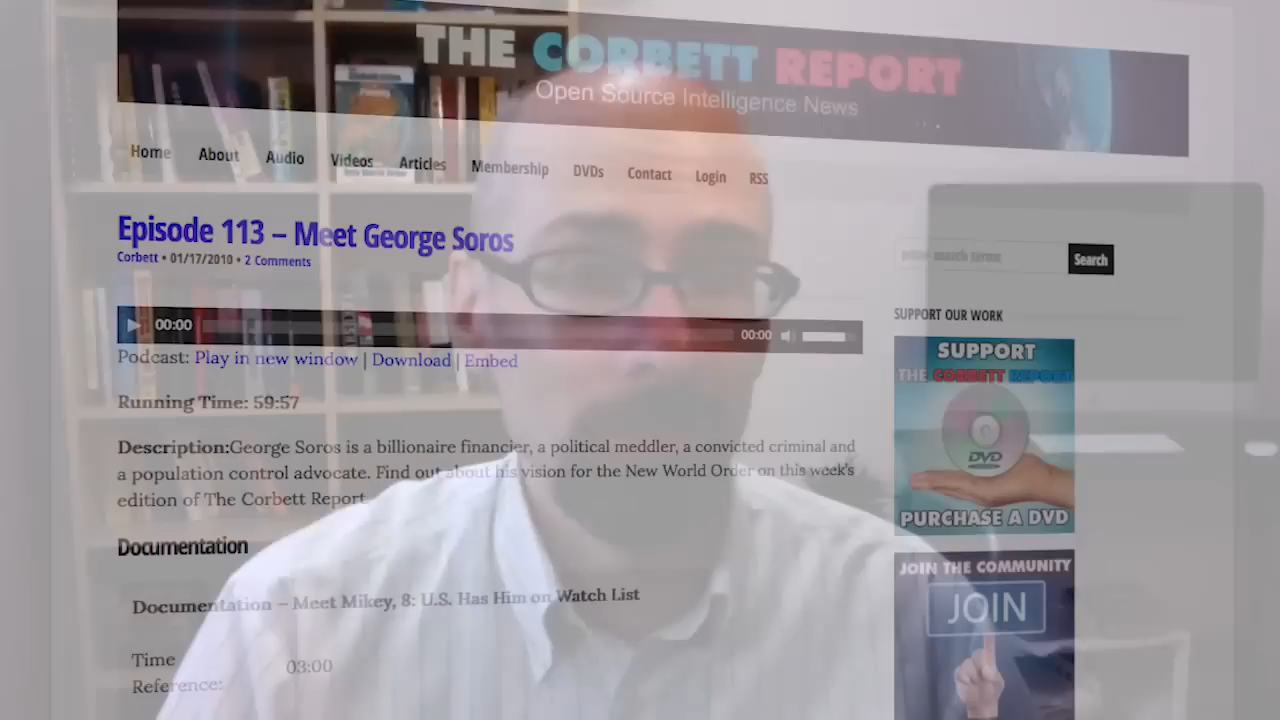 THE CORBETT REPORT
Open Source Intelligence News
Home About Audio Videos Articles Membership DVDs Contact Login RSS
Episode 113 – Meet George Soros
Corbett • 01/17/2010 • 2 Comments
Search
00:00 00:00
SUPPORT OUR WORK
Podcast: Play in new window | Download | Embed
SUPPORT
THE CORBETT REPORT
Running Time: 59:57
Description:George Soros is a billionaire financier, a political meddler, a convicted criminal and
a population control advocate. Find out about his vision for the New World Order on this week's
edition of The Corbett Report
DVD
PURCHASE A DVD
Documentation
JOIN THE COMMUNITY
JOIN
Documentation – Meet Mikey, 8: U.S. Has Him on Watch List
Time
Reference:
03:00